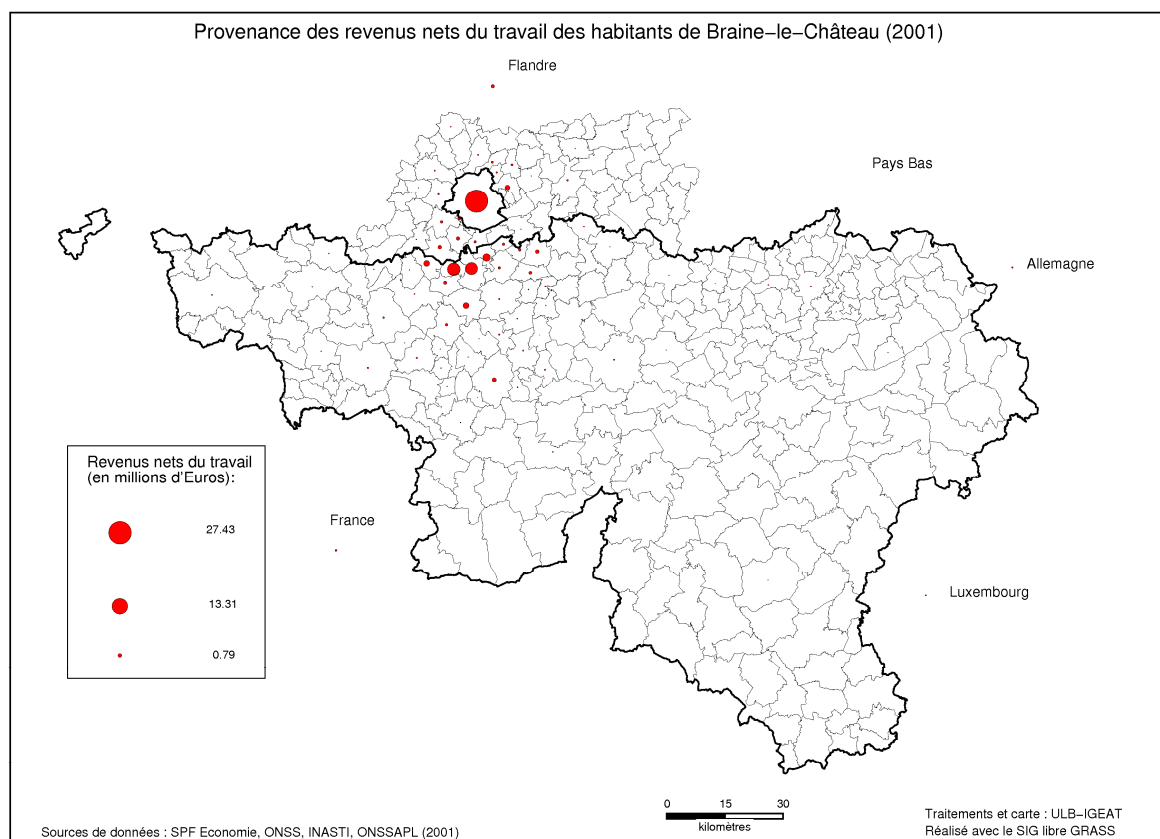 Provenance des revenus nets du travail des habitants de Braine−le−Château (2001)
Flandre
Pays Bas
Allemagne
Revenus nets du travail
(en millions d'Euros):
27.43
13.31
0.79
France
Luxembourg
0 15 30
kilomètres
Sources de données : SPF Economie, ONSS, INASTI, ONSSAPL (2001)
Traitements et carte : ULB−IGEAT
Réalisé avec le SIG libre GRASS